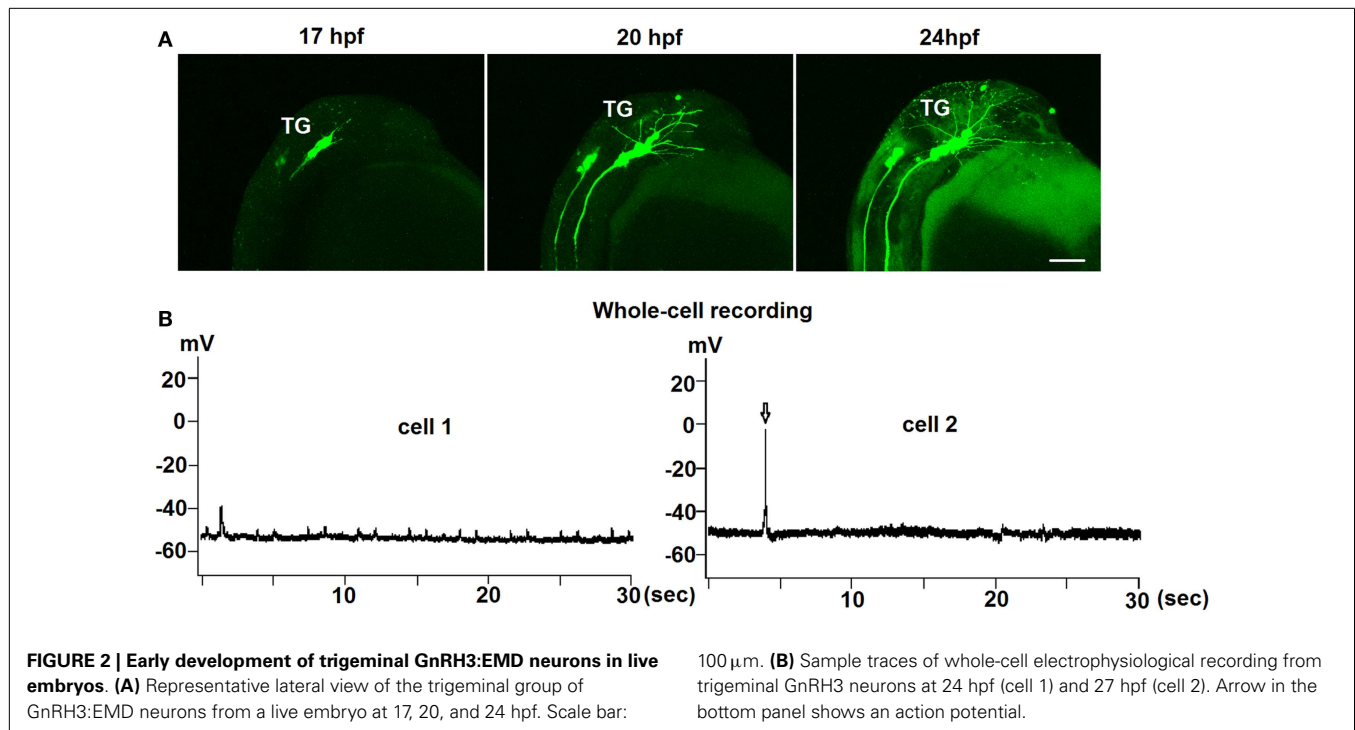 A
17 hpf
20 hpf
24hpf
TG
TG
TG
B
Whole-cell recording
mV
20
0
-20
-40
-60
cell 1
10
20
30 (sec)
mV
20
0
-20
-40
-60
cell 2
10
20
30 (sec)
FIGURE 2 | Early development of trigeminal GnRH3:EMD neurons in live
embryos. (A) Representative lateral view of the trigeminal group of
GnRH3:EMD neurons from a live embryo at 17, 20, and 24 hpf. Scale bar:
100 μm. (B) Sample traces of whole-cell electrophysiological recording from
trigeminal GnRH3 neurons at 24 hpf (cell 1) and 27 hpf (cell 2). Arrow in the
bottom panel shows an action potential.